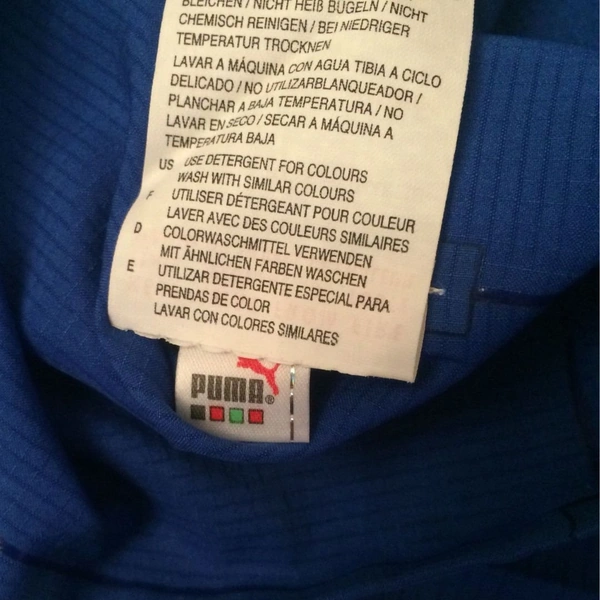 BLEICHEN / NICHT HEIß BÜGELN / NICHT
CHEMISCH REINIGEN / BEI NIEDRIGER
TEMPERATUR TROCKNEN
LAVAR A MÁQUINA CON AGUA TIBIA A CICLO
DELICADO / NO UTILIZARBLANQUEADOR /
PLANCHAR A BAJA TEMPERATURA / NO
LAVAR EN SECO / SECAR A MÁQUINA A
TEMPERATURA BAJA
US USE DETERGENT FOR COLOURS
WASH WITH SIMILAR COLOURS
F UTILISER DÉTERGEANT POUR COULEUR
LAVER AVEC DES COULEURS SIMILAIRES
D COLORWASCHMITTEL VERWENDEN
MIT ÄHNLICHEN FARBEN WASCHEN
E UTILIZAR DETERGENTE ESPECIAL PARA
PRENDAS DE COLOR
LAVAR CON COLORES SIMILARES
PUMA®